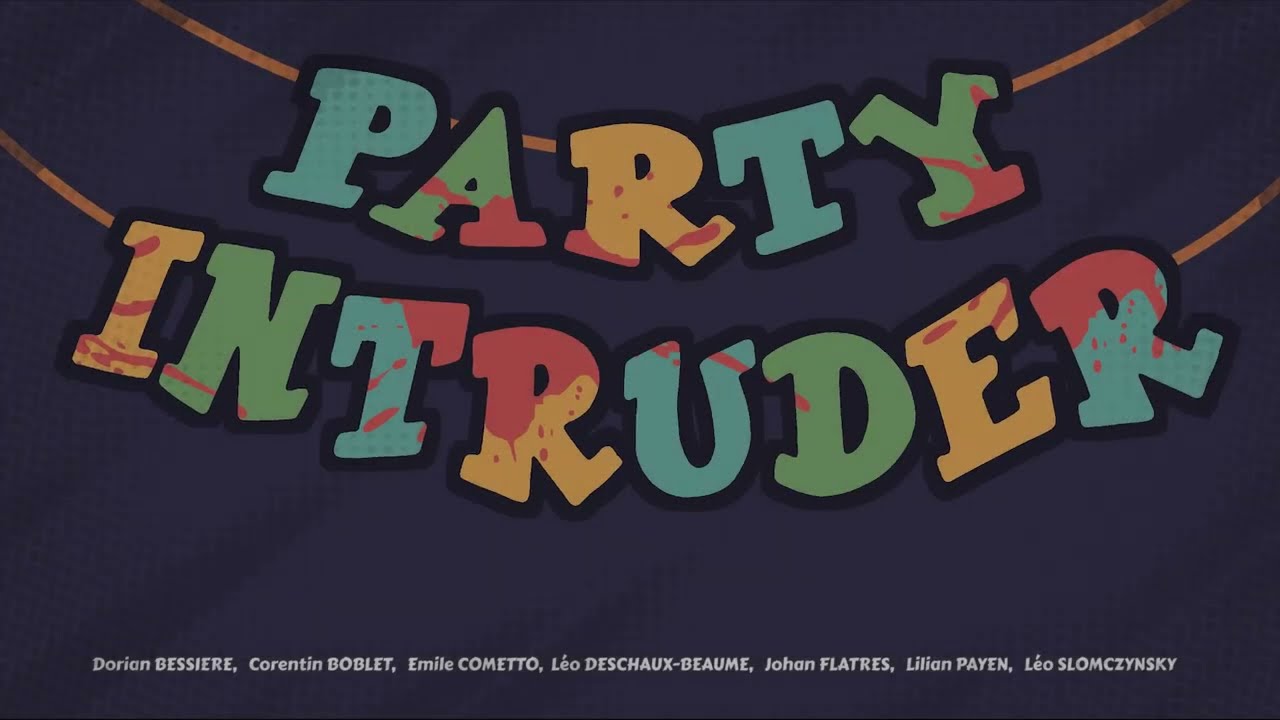 PARTY
INTRUDER
Dorian BESSIERE, Corentin BOBLET, Emile COMETTO, Léo DESCHAUX-BEAUME, Johan FLATRES, Lilian PAYEN, Léo SLOMCZYNSKY